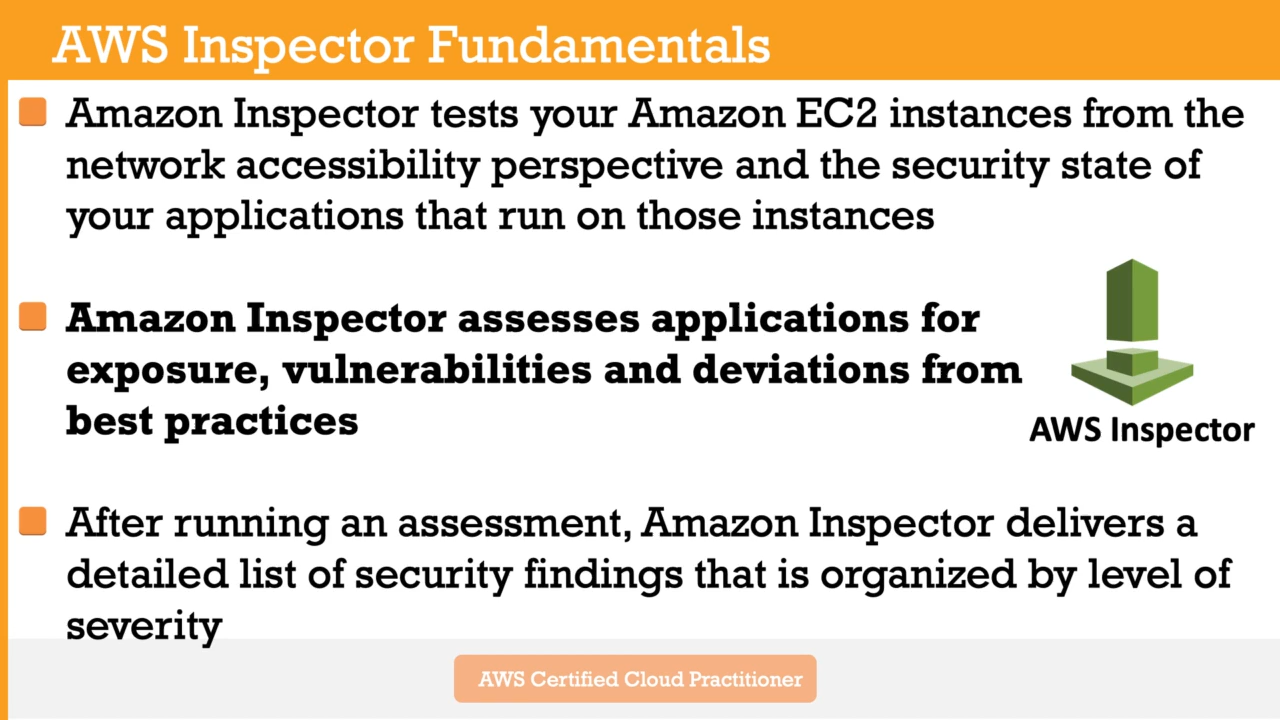 AWS Inspector Fundamentals
Amazon Inspector tests your Amazon EC2 instances from the
network accessibility perspective and the security state of
your applications that run on those instances
Amazon Inspector assesses applications for
exposure, vulnerabilities and deviations from
best practices
AWS Inspector
After running an assessment, Amazon Inspector delivers a
detailed list of security findings that is organized by level of
severity
AWS Certified Cloud Practitioner